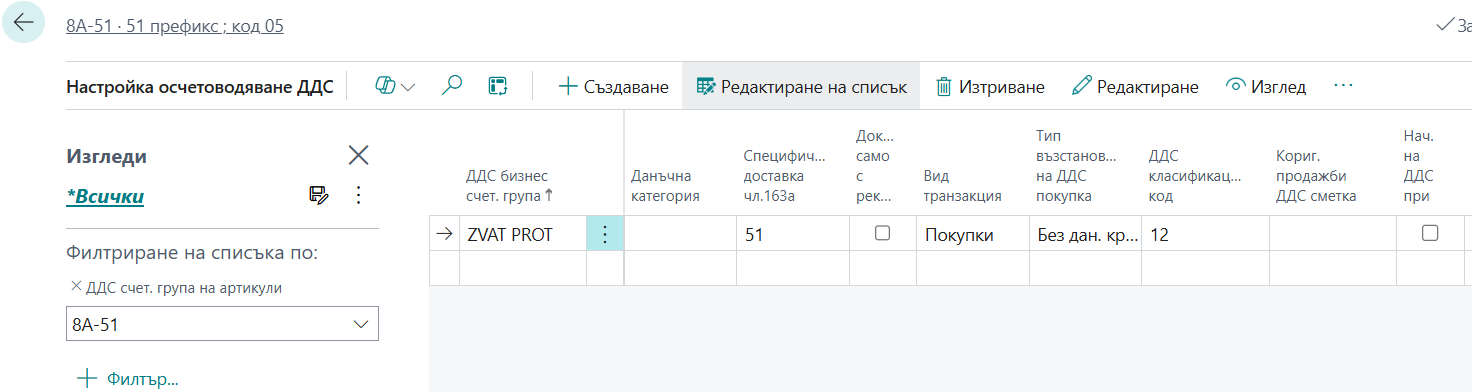 8А-51 · 51 префикс ; код 05
За
Настройка осчетоводяване ДДС
Създаване
Редактиране на списък
Изтриване
Редактиране
Изглед
Изгледи
*Всички
Филтриране на списъка по:
ДДС счет. група на артикули
8А-51
Филтър...
ДДС бизнес
счет. група
Данъчна
категория
Специфич...
доставка
чл.163а
Док...
само
с
рек...
Вид
транзакция
Тип
възстанов...
на ДДС
покупка
ДДС
класификац...
код
Кориг.
продажби
ДДС сметка
Нач.
на
ДДС
при
ZVAT PROT
51
Покупки
Без дан. кр...
12